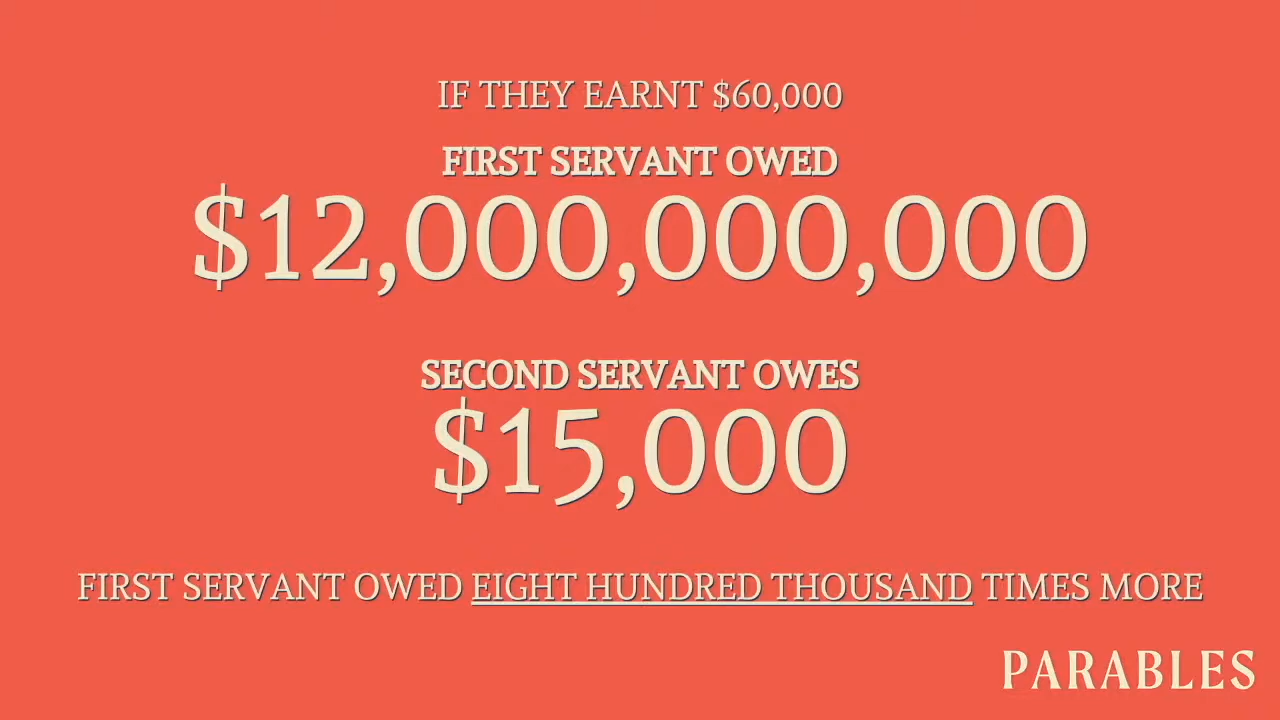 IF THEY EARNT $60,000
FIRST SERVANT OWED
$12,000,000,000
SECOND SERVANT OWES
$15,000
FIRST SERVANT OWED EIGHT HUNDRED THOUSAND TIMES MORE
PARABLES